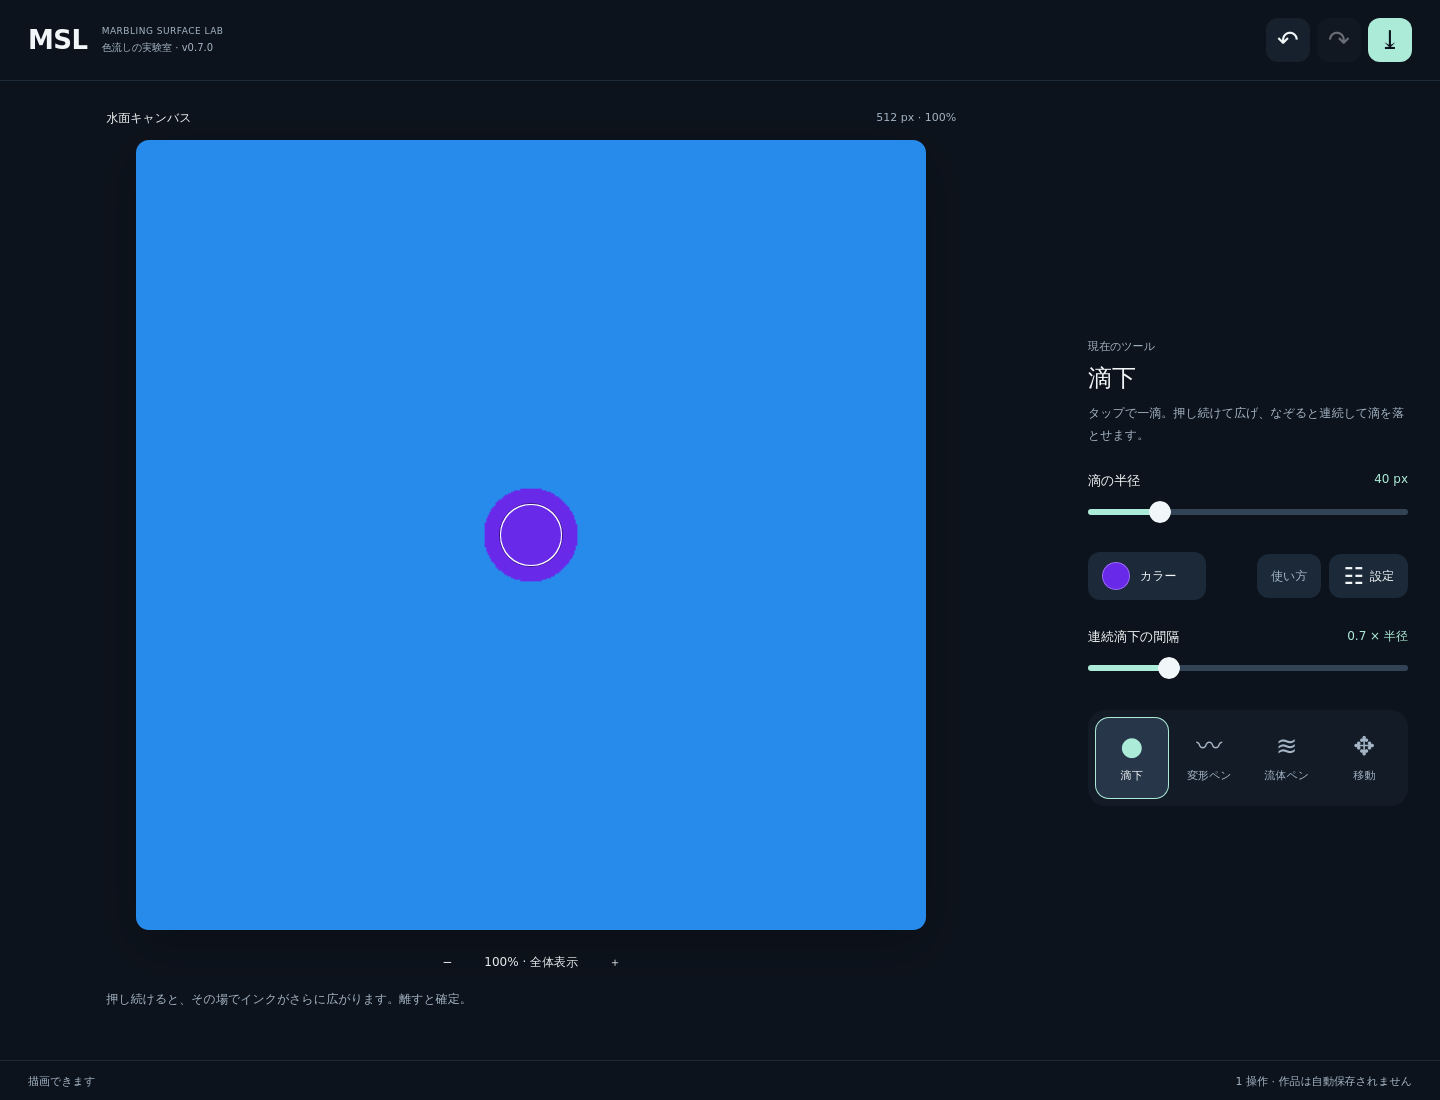 MSL
MARBLING SURFACE LAB
色流しの実験室 · v0.7.0
水面キャンバス
512 px · 100%
現在のツール
滴下
タップで一滴。押し続けて広げ、なぞると連続して滴を落
とせます。
滴の半径
40 px
カラー
使い方
設定
連続滴下の間隔
0.7 × 半径
滴下
変形ペン
流体ペン
移動
− 100% · 全体表示 +
押し続けると、その場でインクがさらに広がります。離すと確定。
描画できます
1 操作 · 作品は自動保存されません